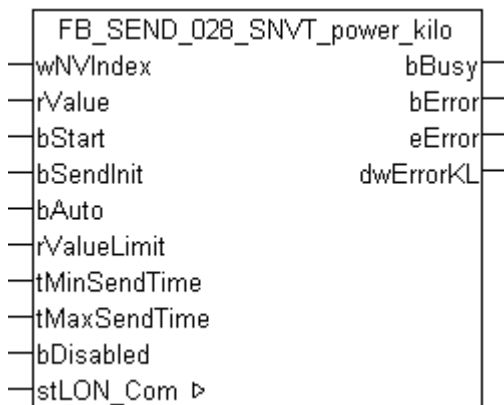 FB_SEND_028_SNVT_power_kilo
wNVIndex bBusy
rValue bError
bStart eError
bSendInit dwErrorKL
bAuto
rValueLimit
tMinSendTime
tMaxSendTime
bDisabled
stLON_Com ▷